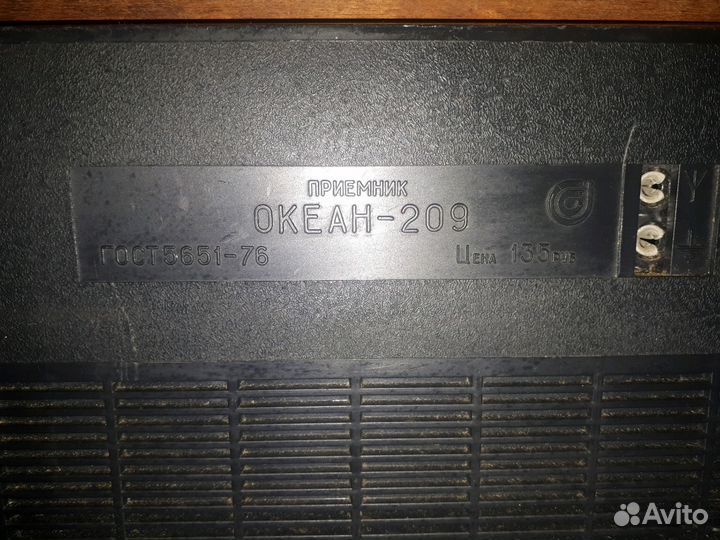 ПРИЕМНИК
ОКЕАН-209
ГОСТ5651-76 ЦЕНА 135 РУБ
Avito